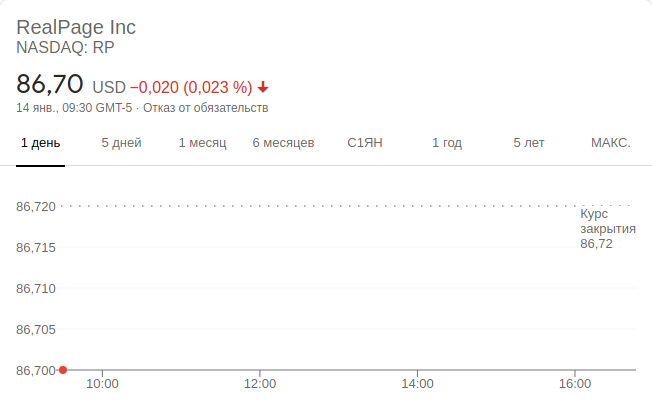 RealPage Inc
NASDAQ: RP
86,70 USD −0,020 (0,023 %)
14 янв., 09:30 GMT-5 · Отказ от обязательств
1 день 5 дней 1 месяц 6 месяцев С1ЯН 1 год 5 лет МАКС.
86,720
Курс
закрытия
86,72
86,715
86,710
86,705
86,700
10:00 12:00 14:00 16:00